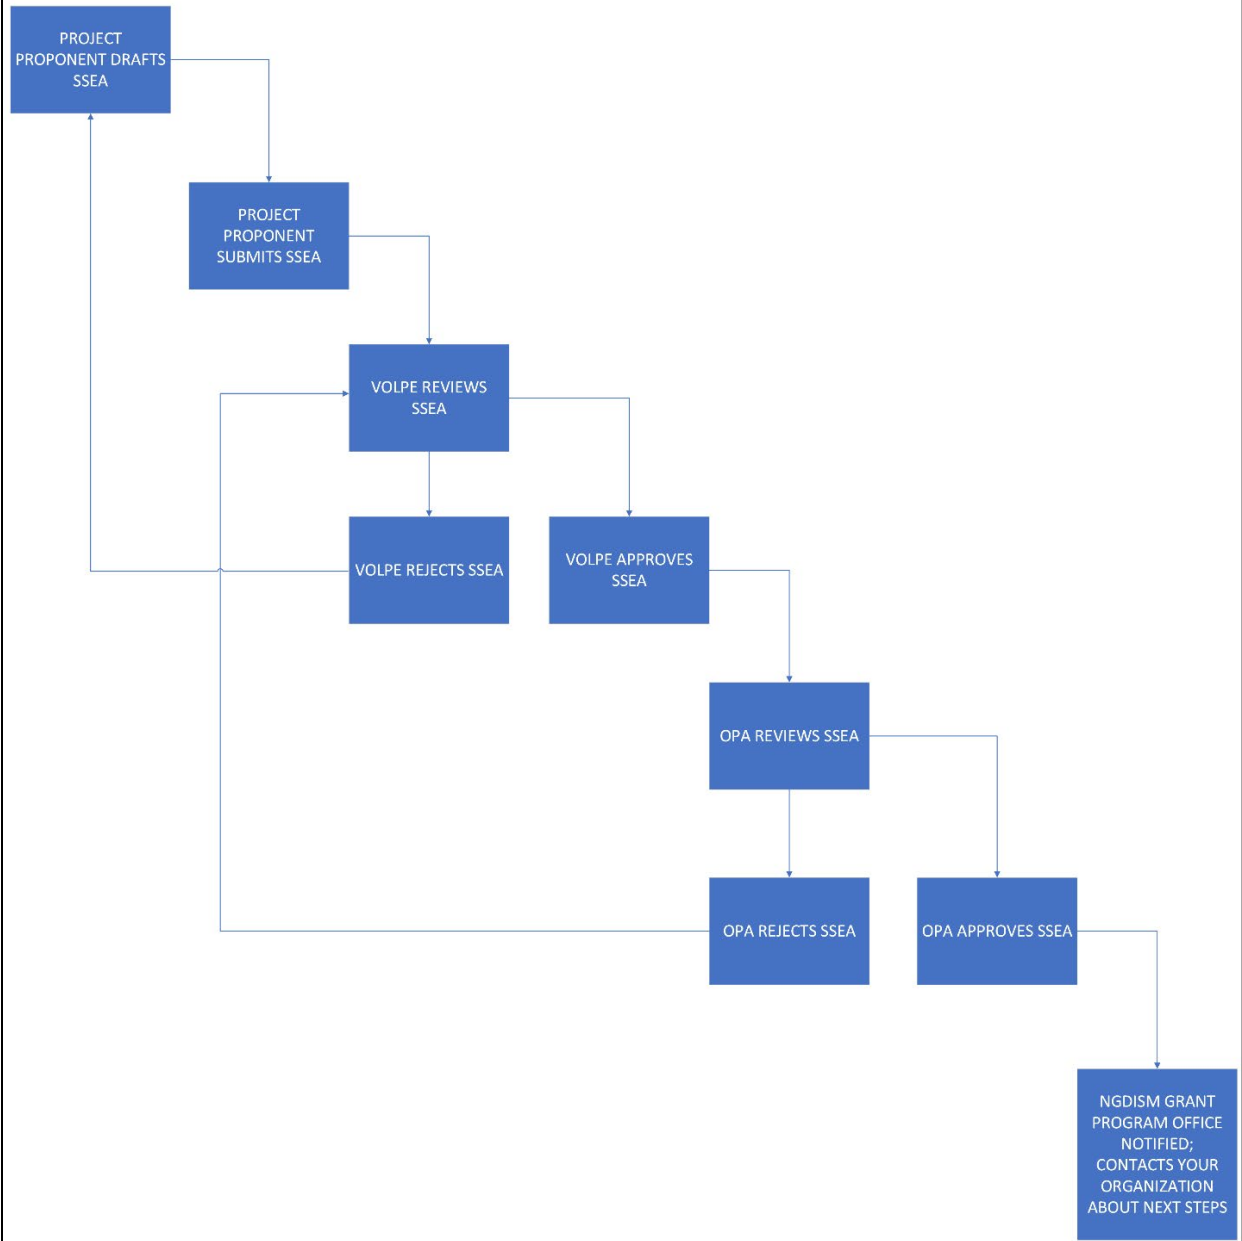 PROJECT
PROPONENT DRAFTS
SSEA
PROJECT
PROPONENT
SUBMITS SSEA
VOLPE REVIEWS
SSEA
VOLPE REJECTS SSEA
VOLPE APPROVES
SSEA
OPA REVIEWS SSEA
OPA REJECTS SSEA
OPA APPROVES SSEA
NGDISM GRANT
PROGRAM OFFICE
NOTIFIED;
CONTACTS YOUR
ORGANIZATION
ABOUT NEXT STEPS